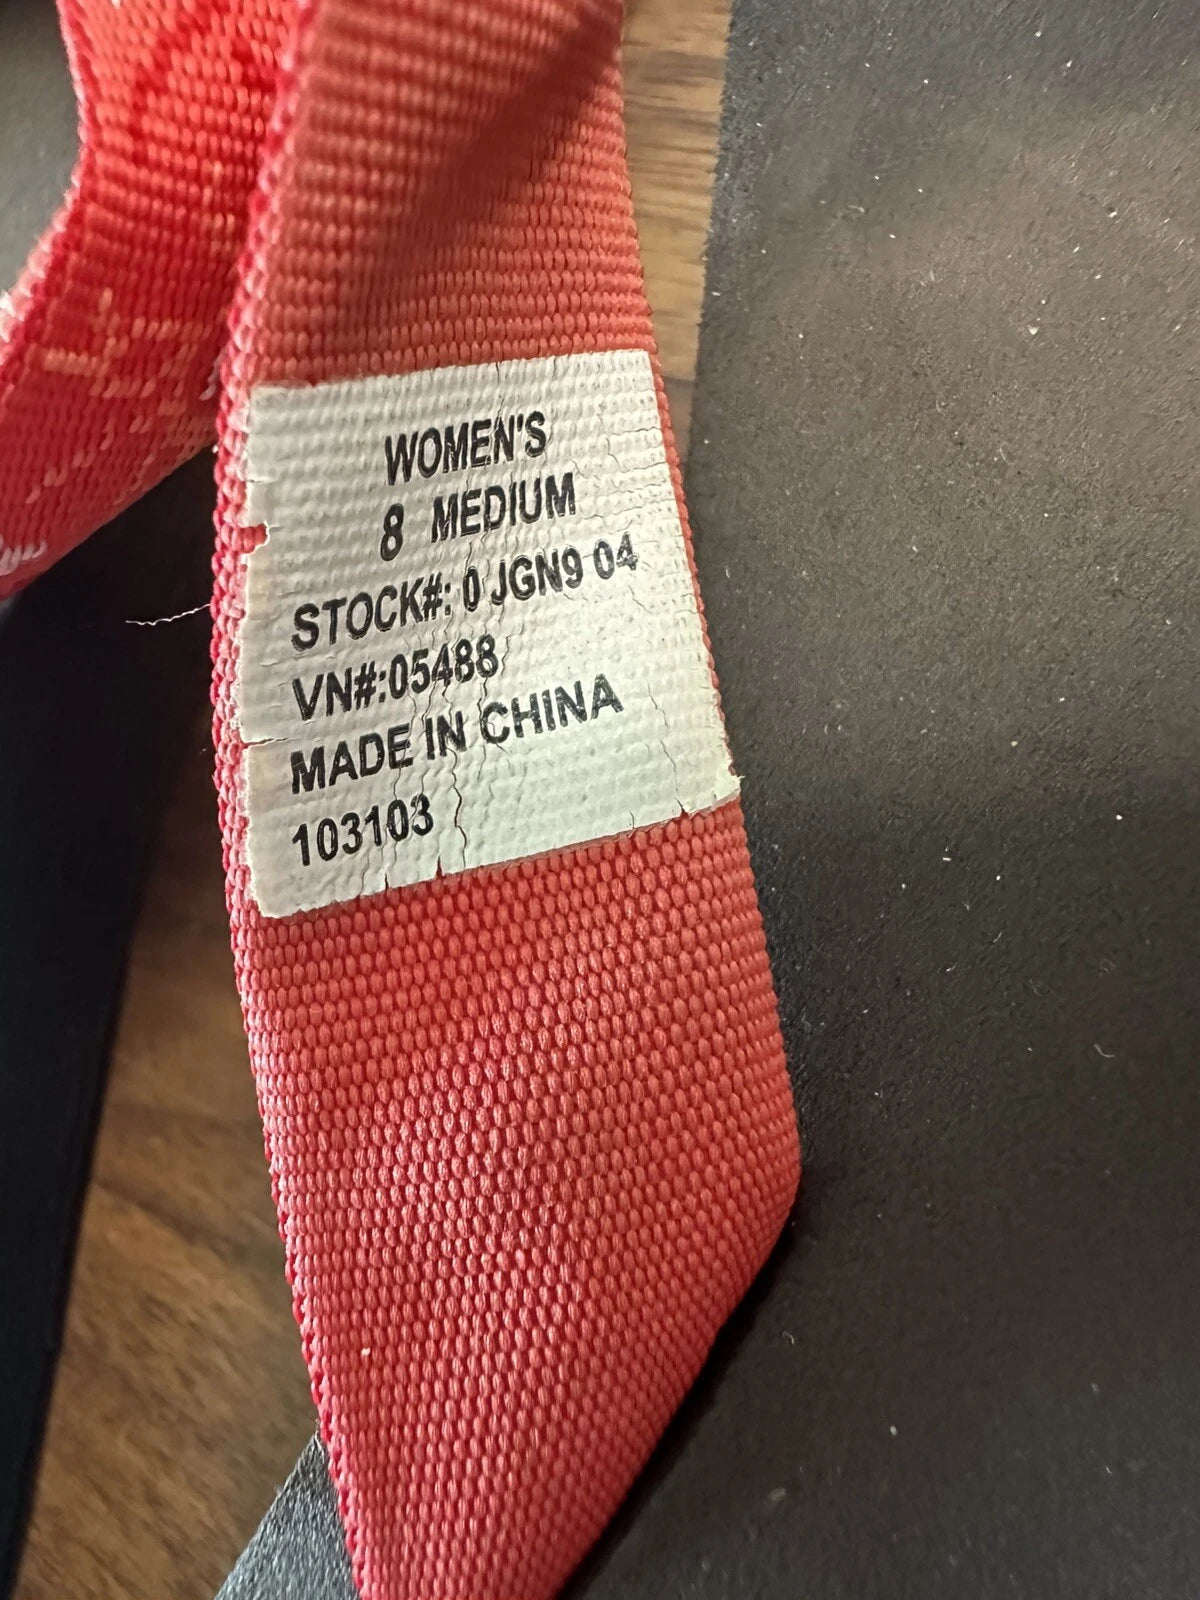 WOMEN'S
8 MEDIUM
STOCK#: 0 JGN9 04
VN#:05488
MADE IN CHINA
103103